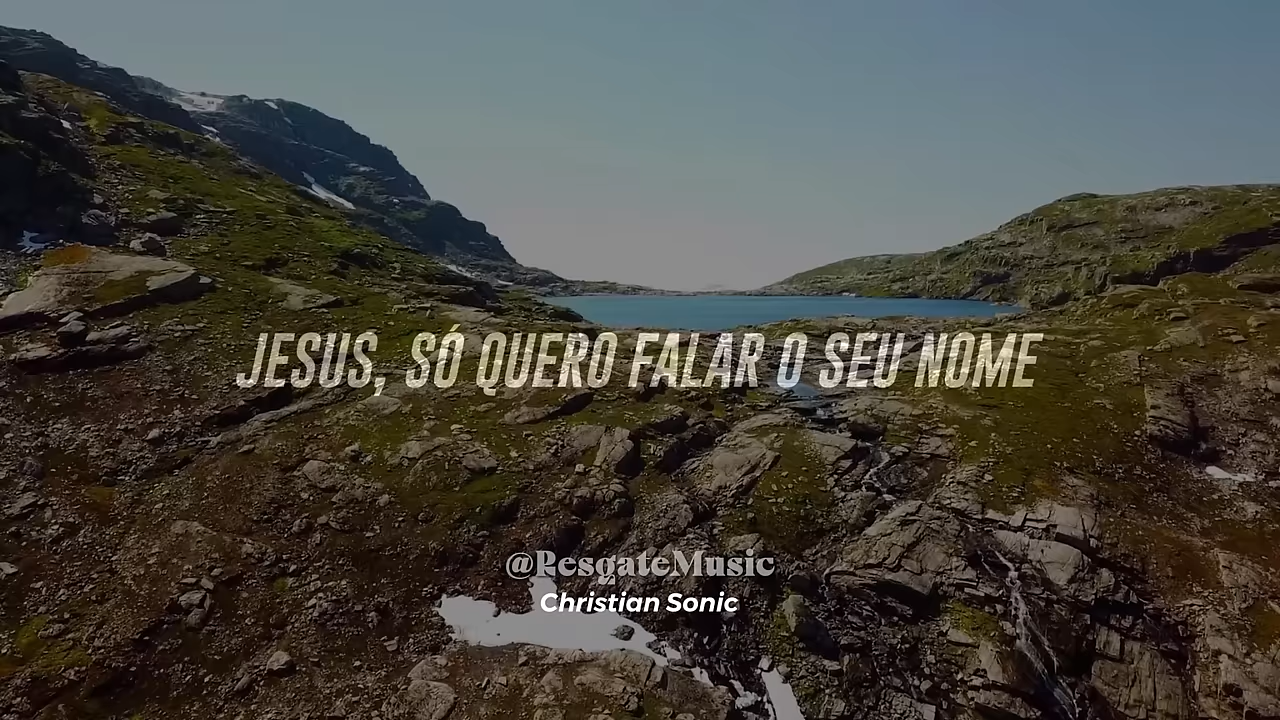 JESUS, SÓ QUERO FALAR O SEU NOME
@ResgateMusic
Christian Sonic